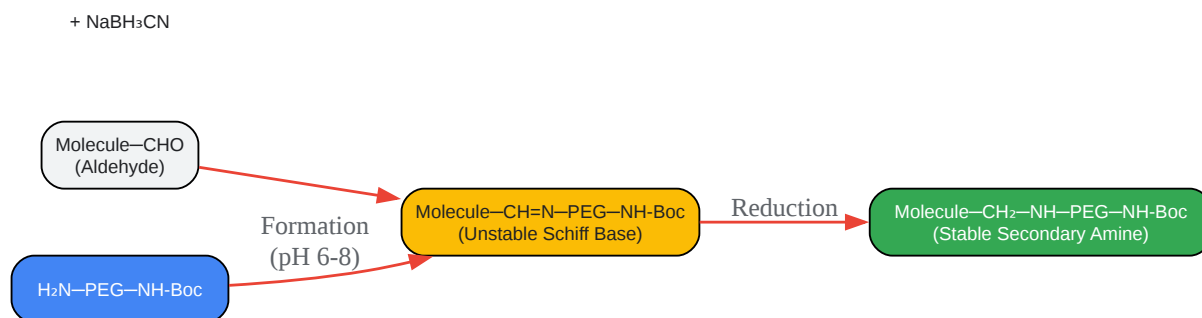 + NaBH₃CN
Molecule─CHO
(Aldehyde)
Formation
(pH 6-8)
H₂N─PEG─NH-Boc
Molecule─CH=N─PEG─NH-Boc
(Unstable Schiff Base)
Reduction
Molecule─CH₂─NH─PEG─NH-Boc
(Stable Secondary Amine)